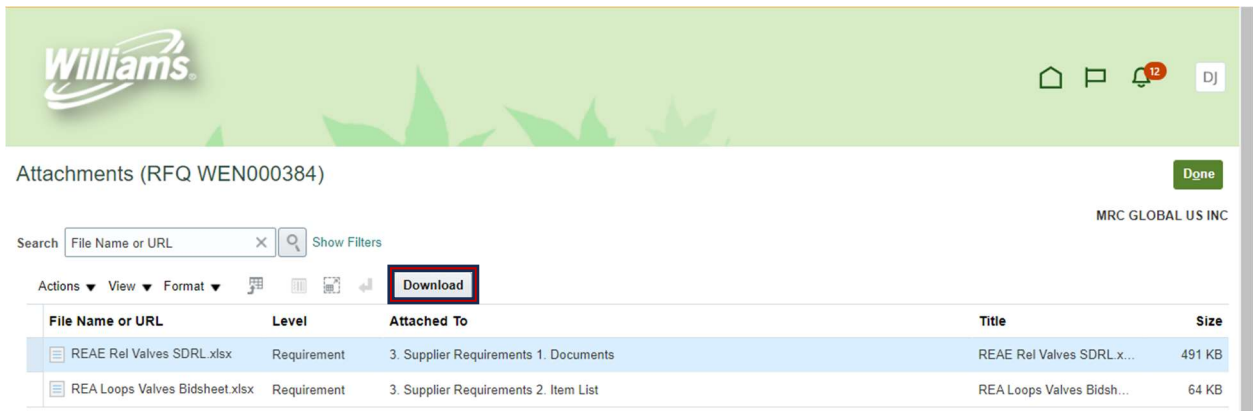 Williams
12
DJ
Attachments (RFQ WEN000384)
Done
MRC GLOBAL US INC
Search File Name or URL Show Filters
Actions View Format Download
File Name or URL Level Attached To Title Size
REAE Rel Valves SDRL.xlsx Requirement 3. Supplier Requirements 1. Documents REAE Rel Valves SDRL.x... 491 KB
REA Loops Valves Bidsheet.xlsx Requirement 3. Supplier Requirements 2. Item List REA Loops Valves Bidsh... 64 KB